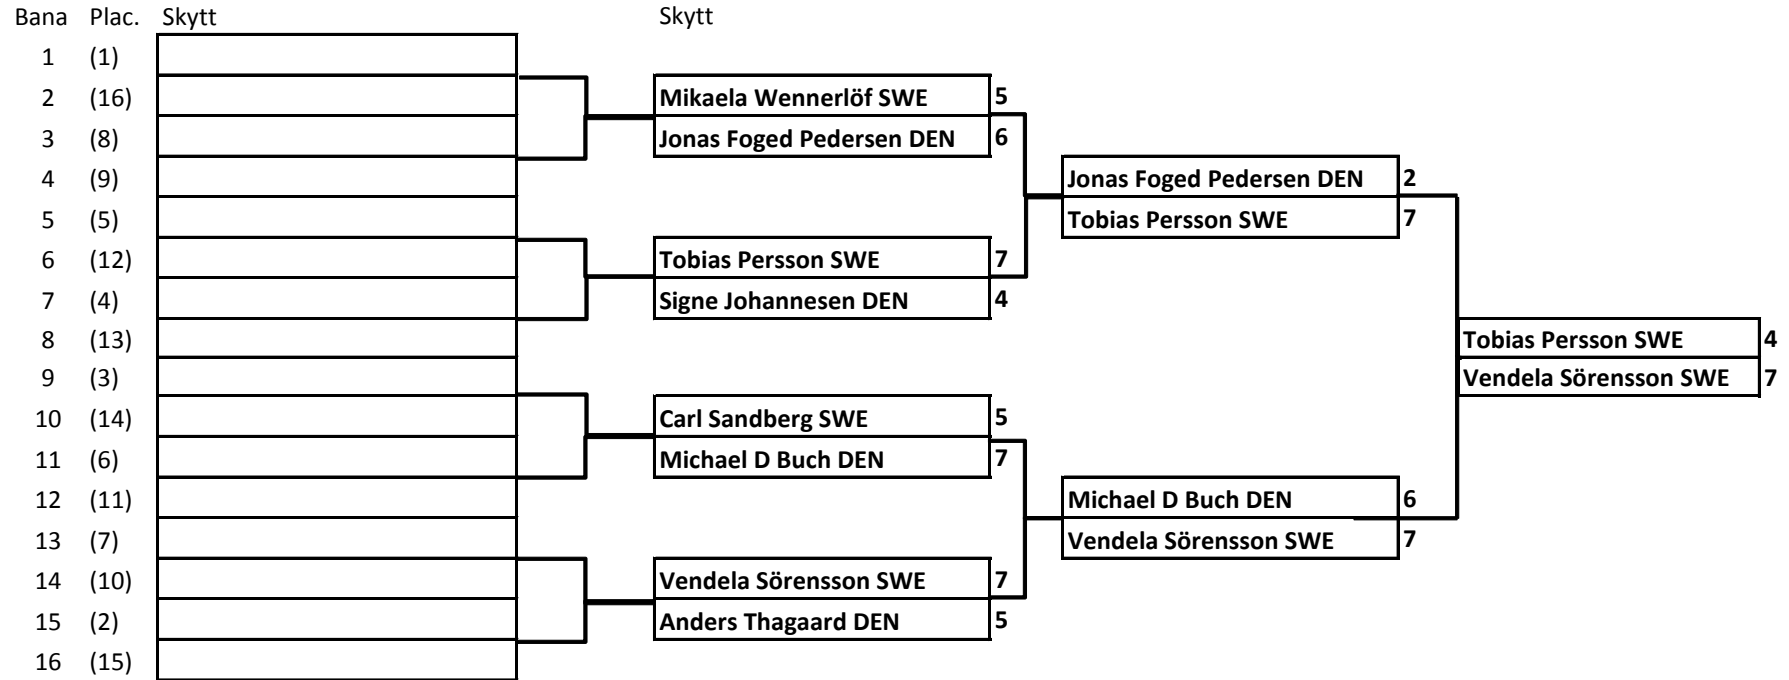 Bana Plac. Skytt Skytt
1 (1)
2 (16) Mikaela Wennerlöf SWE 5
3 (8) Jonas Foged Pedersen DEN 6
4 (9) Jonas Foged Pedersen DEN 2
5 (5) Tobias Persson SWE 7
6 (12) Tobias Persson SWE 7
7 (4) Signe Johannesen DEN 4
8 (13) Tobias Persson SWE 4
9 (3) Vendela Sörensson SWE 7
10 (14) Carl Sandberg SWE 5
11 (6) Michael D Buch DEN 7
12 (11) Michael D Buch DEN 6
13 (7) Vendela Sörensson SWE 7
14 (10) Vendela Sörensson SWE 7
15 (2) Anders Thagaard DEN 5
16 (15)